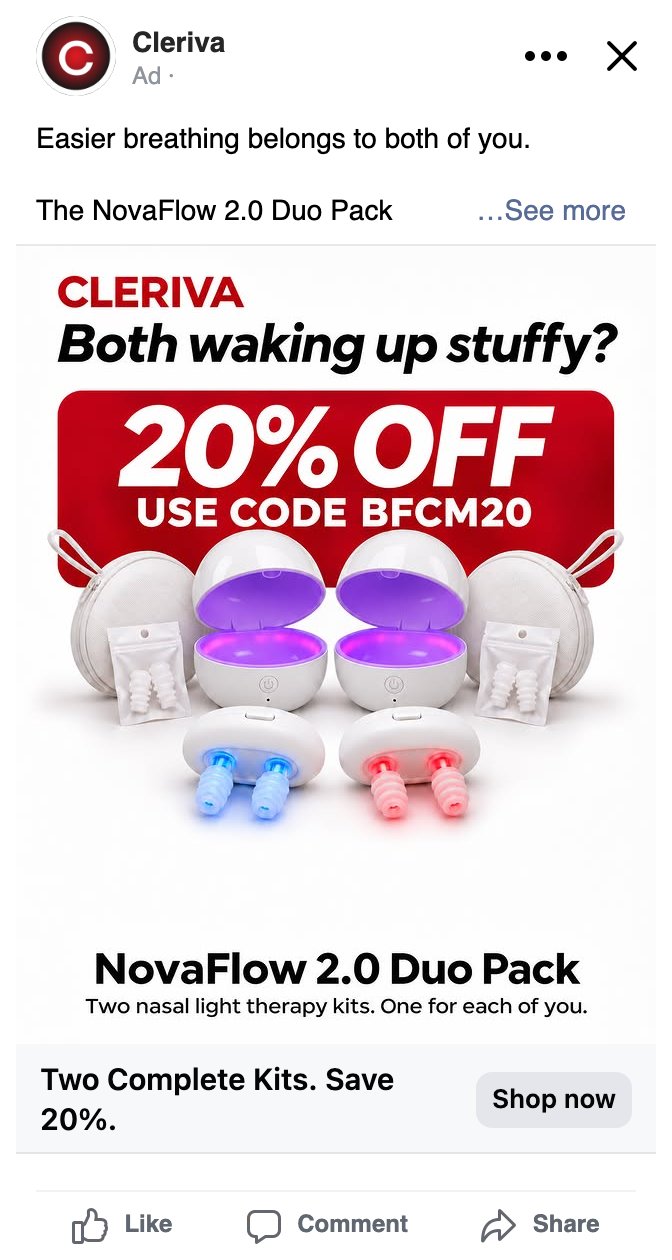 Cleriva
Ad ·
Easier breathing belongs to both of you.
The NovaFlow 2.0 Duo Pack
...See more
CLERIVA
Both waking up stuffy?
20% OFF
USE CODE BFCM20
NovaFlow 2.0 Duo Pack
Two nasal light therapy kits. One for each of you.
Two Complete Kits. Save
20%.
Shop now
Like
Comment
Share